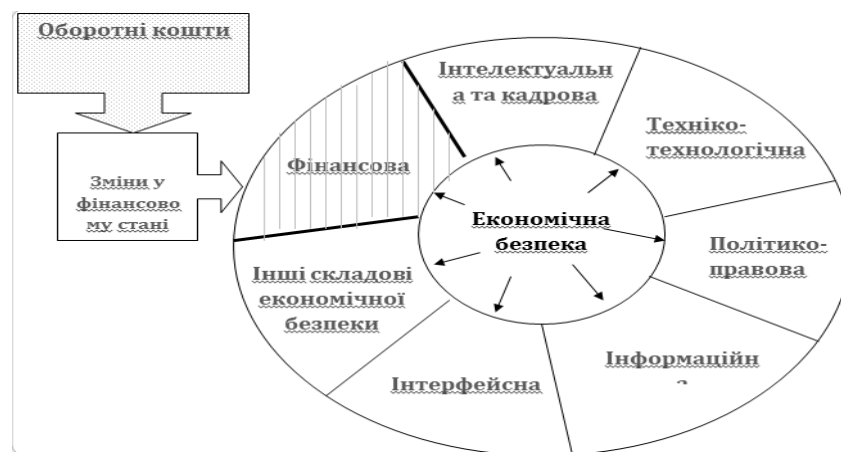 Оборотні кошти
Зміни у
фінансово
му стані
Фінансова
Інтелектуальн
а та кадрова
Техніко-
технологічна
Політико-
правова
Інформаційн
Інтерфейсна
Інші складові
економічної
безпеки
Економічна
безпека